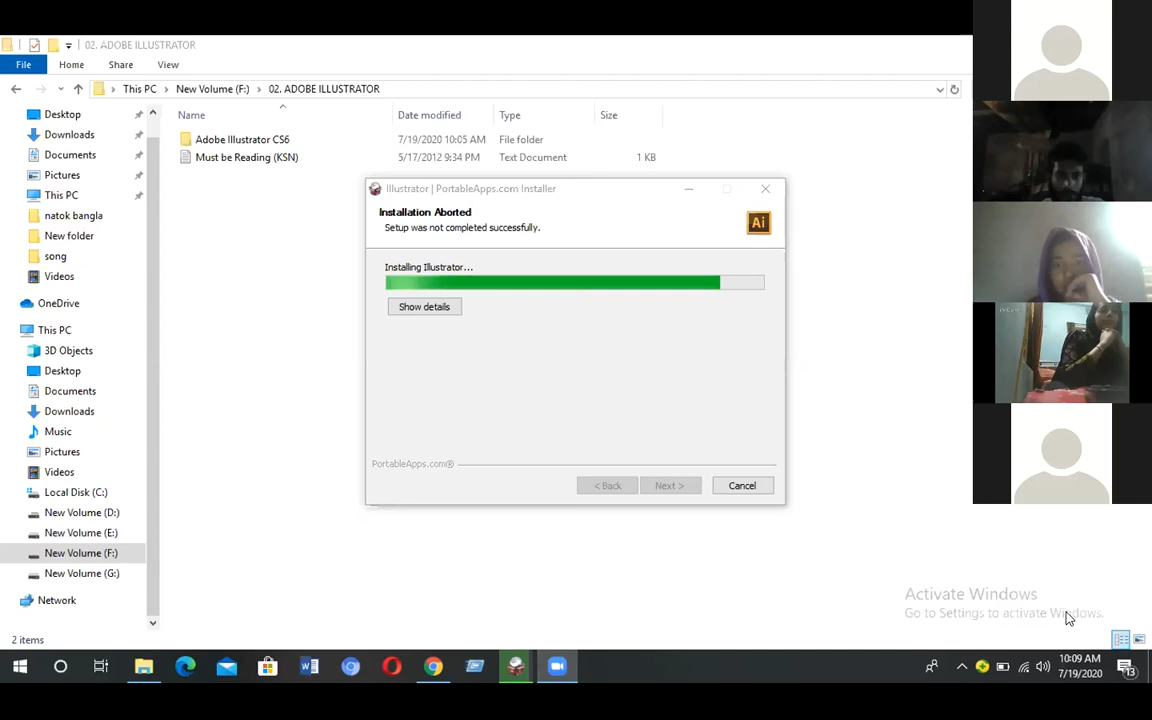 02. ADOBE ILLUSTRATOR
File Home Share View
This PC > New Volume (F:) > 02. ADOBE ILLUSTRATOR
Name Date modified Type Size
Adobe Illustrator CS6 7/19/2020 10:05 AM File folder
Must be Reading (KSN) 5/17/2012 9:34 PM Text Document 1 KB
Desktop
Downloads
Documents
Pictures
This PC
natok bangla
New folder
song
Videos
OneDrive
This PC
3D Objects
Desktop
Documents
Downloads
Music
Pictures
Videos
Local Disk (C:)
New Volume (D:)
New Volume (E:)
New Volume (F:)
New Volume (G:)
Network
2 items
Illustrator | PortableApps.com Installer
Installation Aborted
Setup was not completed successfully.
Ai
Installing Illustrator...
Show details
PortableApps.com®
< Back Next > Cancel
Activate Windows
Go to Settings to activate Windows.
10:09 AM
7/19/2020
13